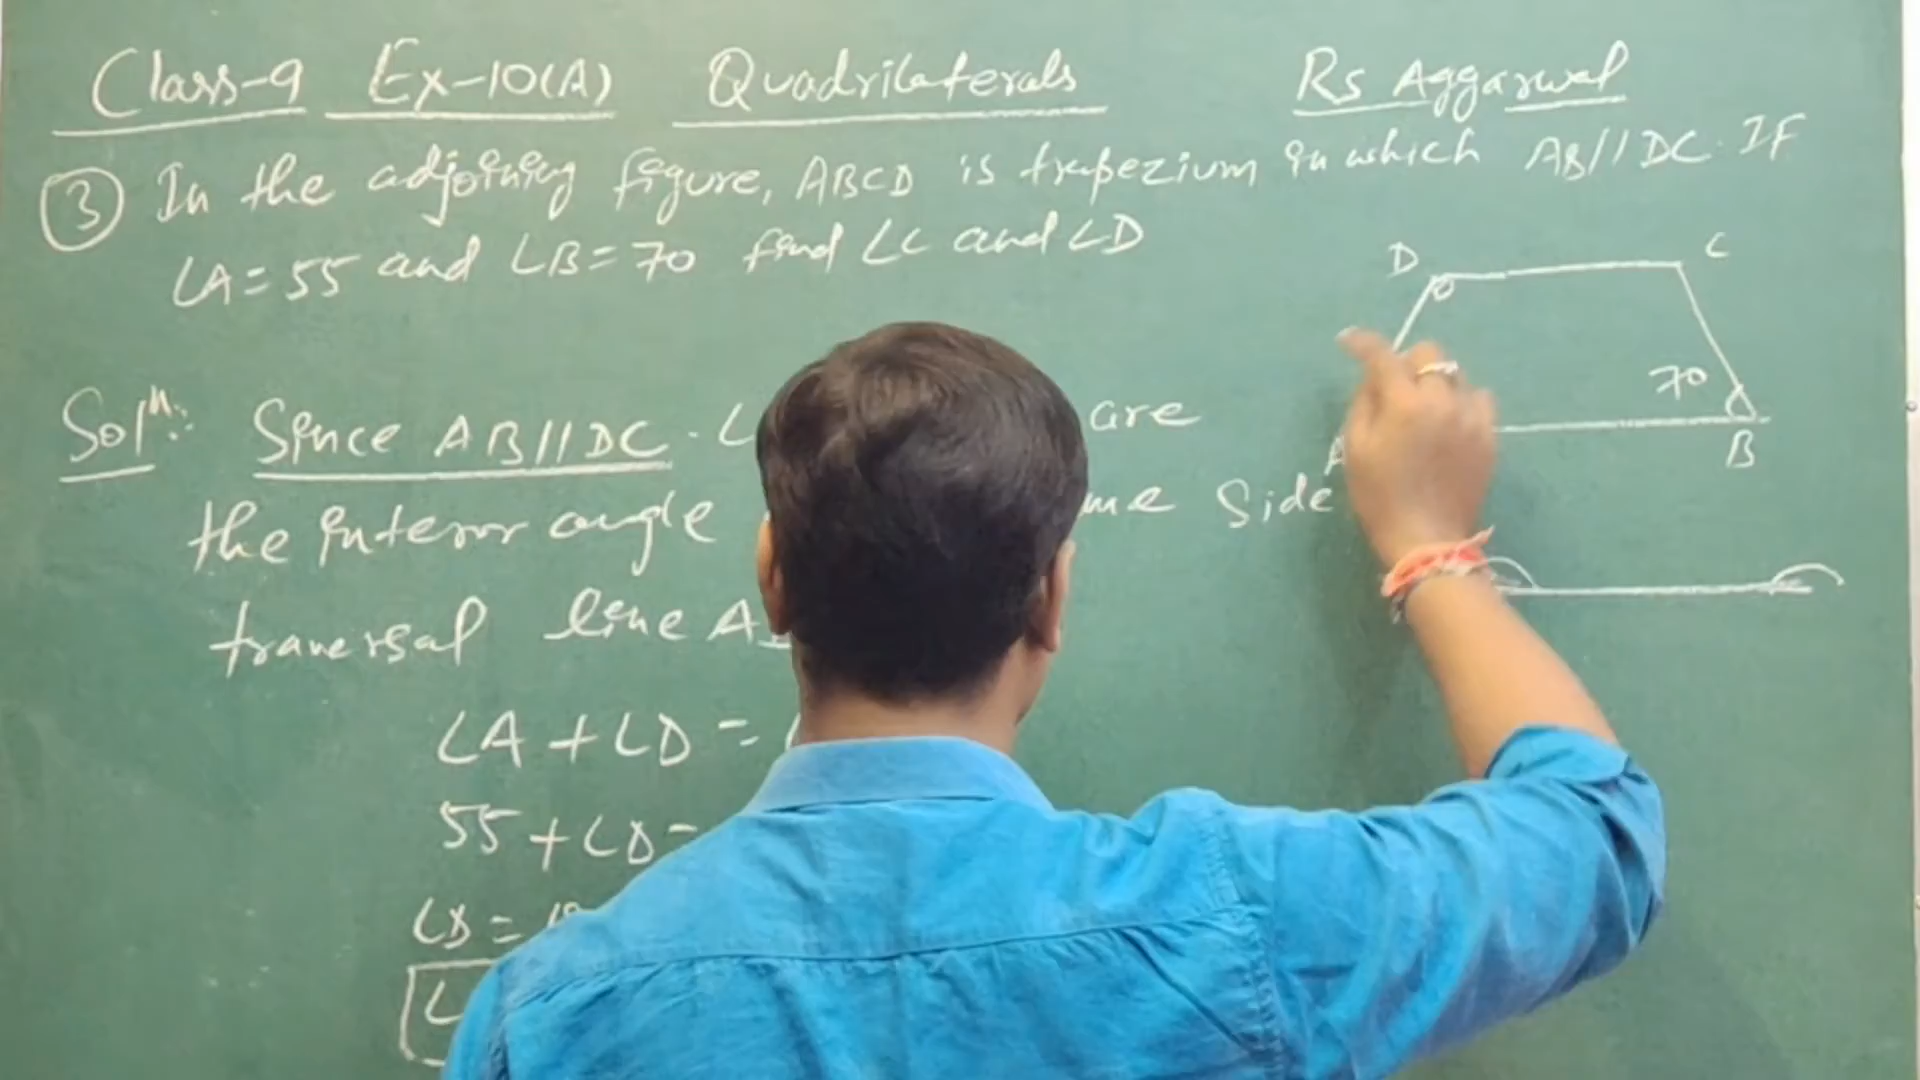 Class-9 Ex-10(A) Quadrilaterals Rs Aggarwal
③ In the adjoining figure, ABCD is trapezium in which AB//DC. IF
∠A=55 and ∠B=70 find ∠C and ∠D
D C
70
A B
Solⁿ:- Since AB//DC. ∠ are
the interior angle me side
traversal line A
∠A+∠D=
55+∠D=
∠D=
∠